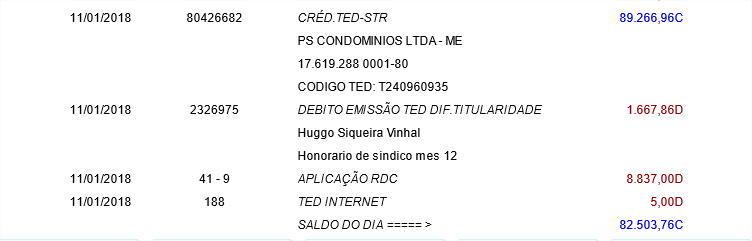 11/01/2018 80426682 CRÉD.TED-STR 89.266,96C
PS CONDOMINIOS LTDA - ME
17.619.288 0001-80
CODIGO TED: T240960935
11/01/2018 2326975 DEBITO EMISSÃO TED DIF.TITULARIDADE 1.667,86D
Huggo Siqueira Vinhal
Honorario de sindico mes 12
11/01/2018 41 - 9 APLICAÇÃO RDC 8.837,00D
11/01/2018 188 TED INTERNET 5,00D
SALDO DO DIA ===== > 82.503,76C